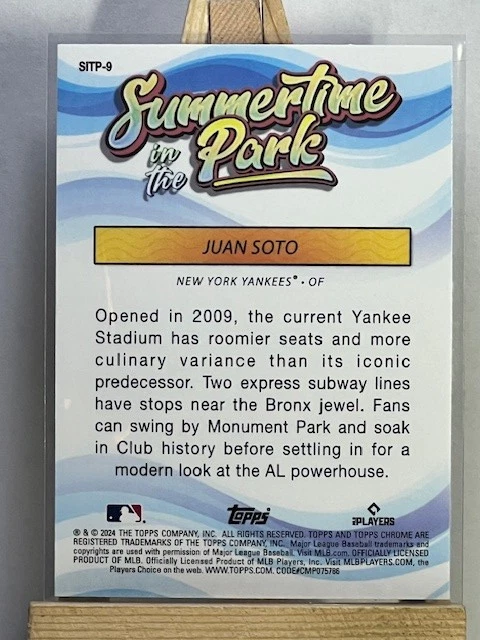 SITP-9
Summertime
in the
Park
JUAN SOTO
NEW YORK YANKEES® • OF
Opened in 2009, the current Yankee
Stadium has roomier seats and more
culinary variance than its iconic
predecessor. Two express subway lines
have stops near the Bronx jewel. Fans
can swing by Monument Park and soak
in Club history before settling in for a
modern look at the AL powerhouse.
topps
PLAYERS
® & © 2024 THE TOPPS COMPANY, INC. ALL RIGHTS RESERVED. TOPPS AND TOPPS CHROME ARE
REGISTERED TRADEMARKS OF THE TOPPS COMPANY, INC. Major League Baseball trademarks and
copyrights are used with permission of Major League Baseball. Visit MLB.com. OFFICIALLY LICENSED
PRODUCT OF MLB. Officially Licensed Product of MLB Players, Inc. Visit MLBPLAYERS.COM, the
Players Choice on the web. WWW.TOPPS.COM. CODE#CMP075786